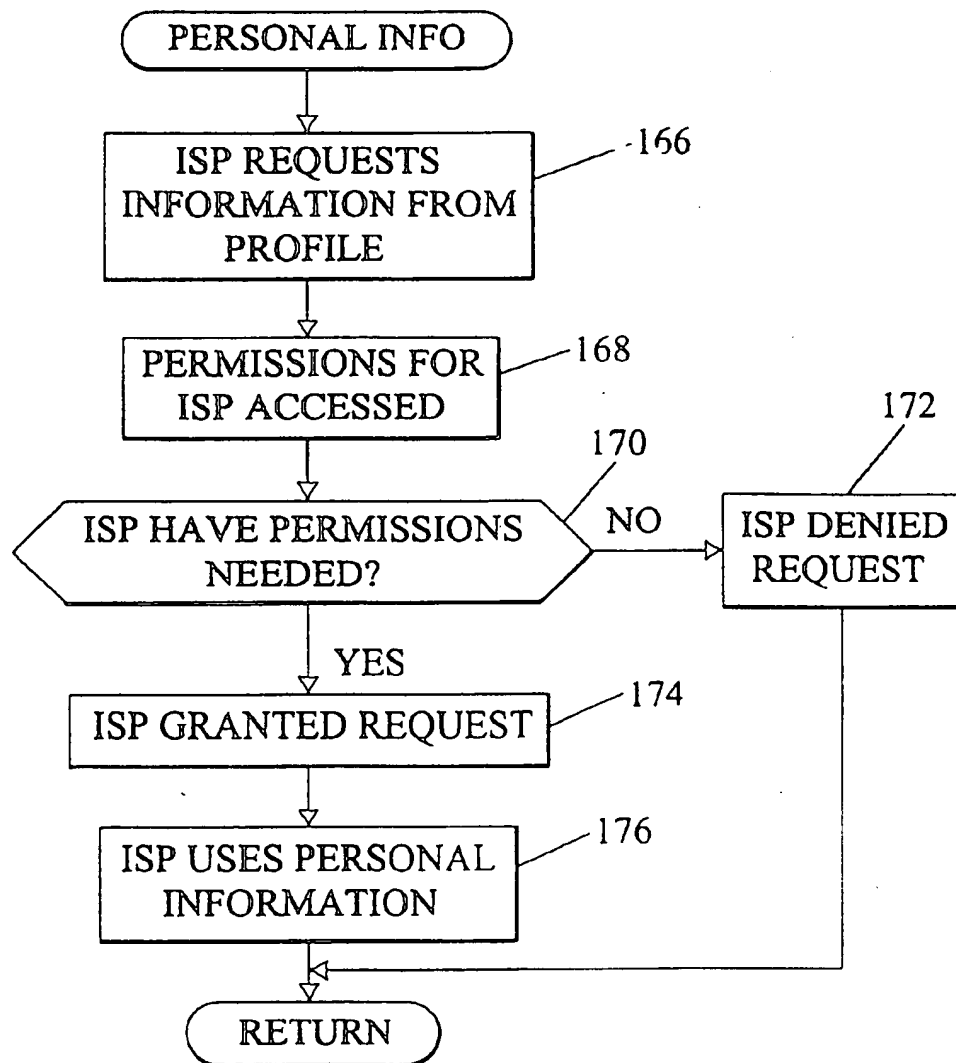 PERSONAL INFO
ISP REQUESTS
INFORMATION FROM
PROFILE
166
PERMISSIONS FOR
ISP ACCESSED
168
170
172
ISP HAVE PERMISSIONS
NEEDED?
NO
ISP DENIED
REQUEST
YES
174
ISP GRANTED REQUEST
176
ISP USES PERSONAL
INFORMATION
RETURN